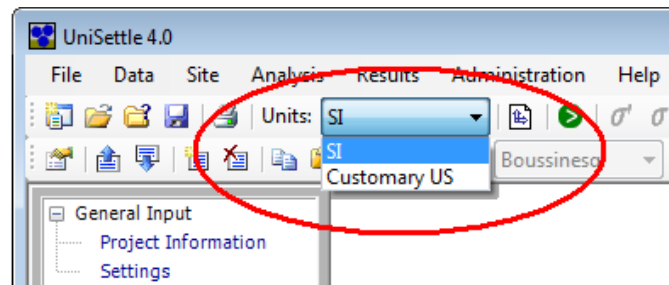 UniSettle 4.0
File Data Site Analysis Results Administration Help
Units: SI σ' σ
SI Boussinesq
Customary US
General Input
Project Information
Settings